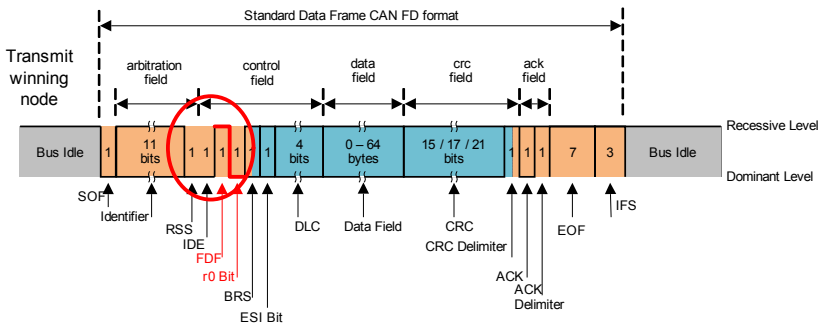 Standard Data Frame CAN FD format
Transmit
winning
node
arbitration
field
control
field
data
field
crc
field
ack
field
Recessive Level
Bus Idle
1
11
bits
1
1
1
1
1
1
4
bits
0 – 64
bytes
15 / 17 / 21
bits
1
1
1
7
3
Bus Idle
Dominant Level
SOF
Identifier
RSS
IDE
FDF
r0 Bit
BRS
ESI Bit
DLC
Data Field
CRC
CRC Delimiter
ACK
ACK
Delimiter
EOF
IFS